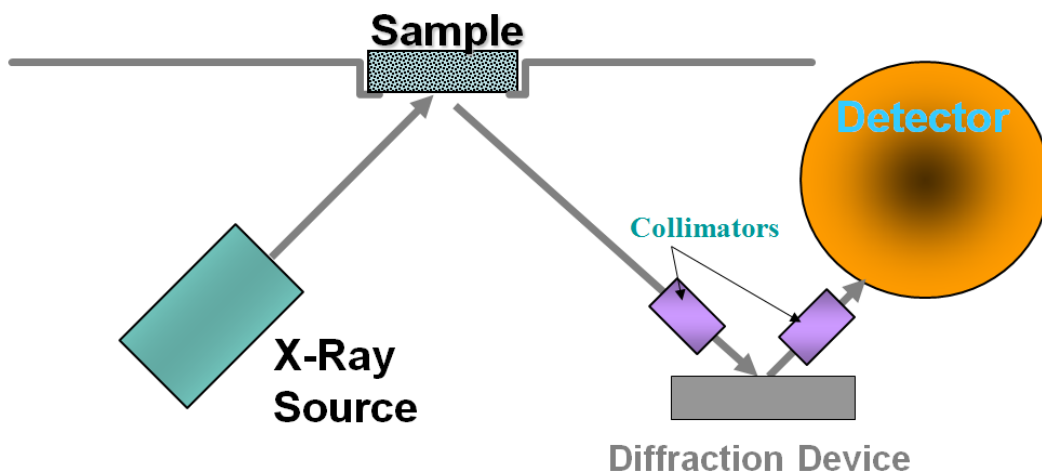 Sample
Detector
Collimators
X-Ray
Source
Diffraction Device